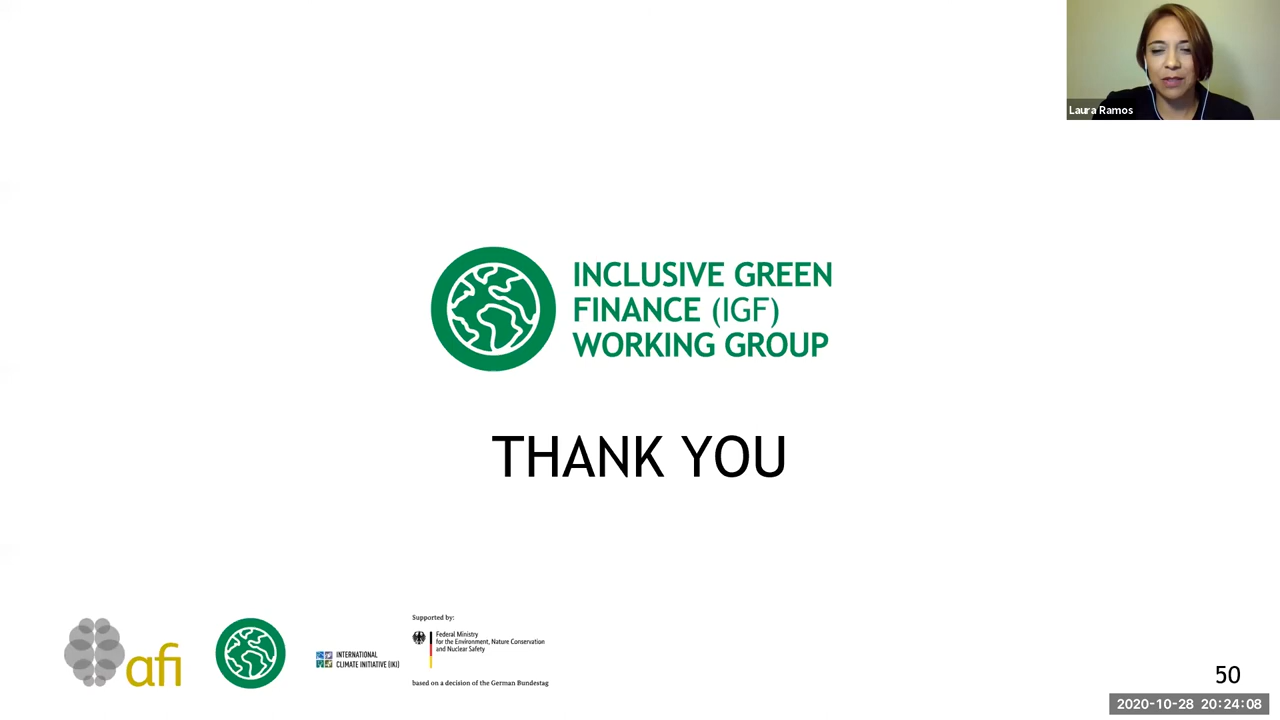 Laura Ramos
INCLUSIVE GREEN
FINANCE (IGF)
WORKING GROUP
THANK YOU
afi
INTERNATIONAL
CLIMATE INITIATIVE (IKI)
Supported by:
Federal Ministry
for the Environment, Nature Conservation
and Nuclear Safety
based on a decision of the German Bundestag
50
2020-10-28 20:24:08